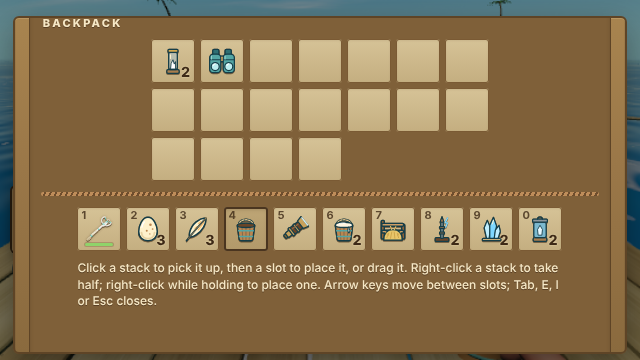 BACKPACK
2
1 2 3 4 5 6 7 8 9 0
3 3 2 2 2 2
Click a stack to pick it up, then a slot to place it, or drag it. Right-click a stack to take
half; right-click while holding to place one. Arrow keys move between slots; Tab, E, I
or Esc closes.